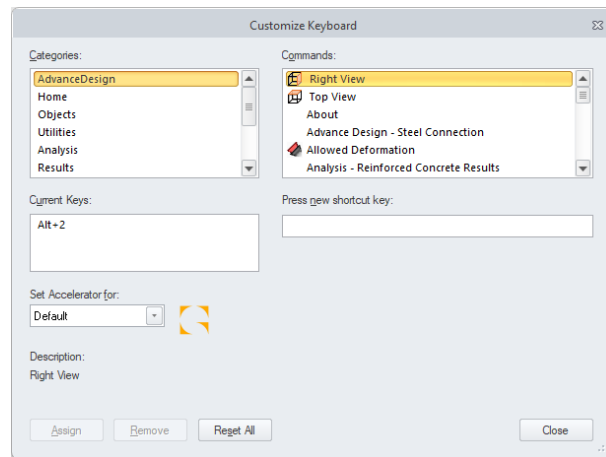 Customize Keyboard
Categories:
AdvanceDesign
Home
Objects
Utilities
Analysis
Results
Commands:
Right View
Top View
About
Advance Design - Steel Connection
Allowed Deformation
Analysis - Reinforced Concrete Results
Current Keys:
Alt+2
Press new shortcut key:
Set Accelerator for:
Default
Description:
Right View
Assign
Remove
Reset All
Close